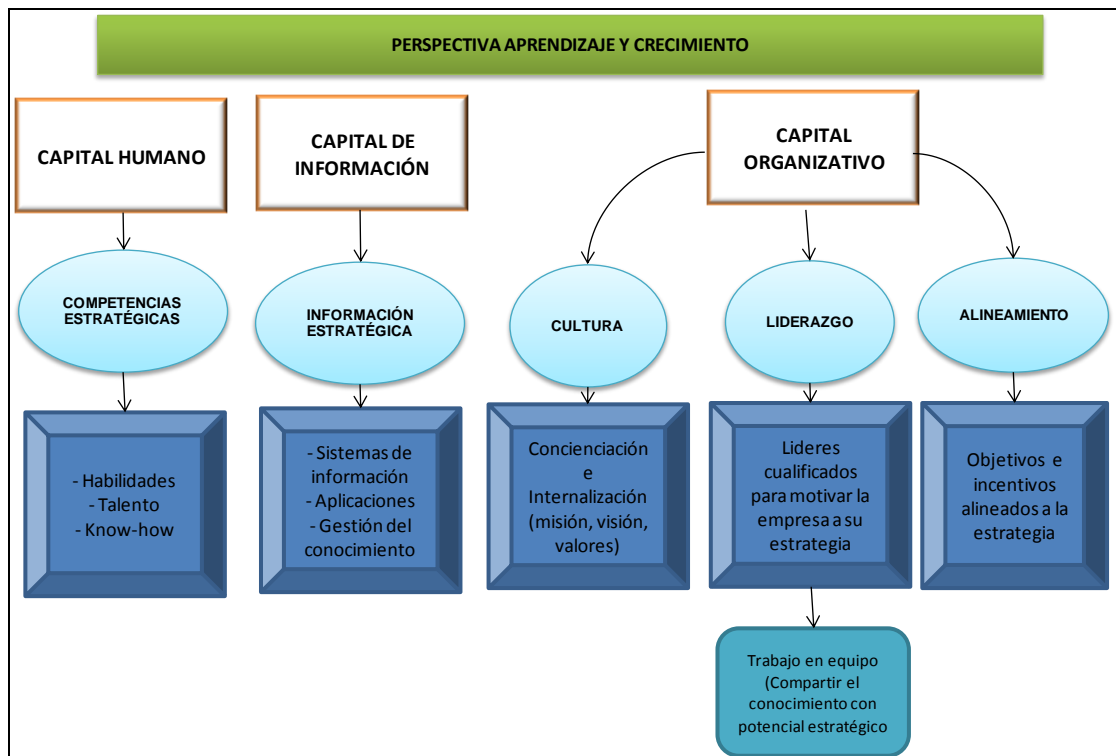 PERSPECTIVA APRENDIZAJE Y CRECIMIENTO
CAPITAL HUMANO
CAPITAL DE
INFORMACIÓN
CAPITAL
ORGANIZATIVO
COMPETENCIAS
ESTRATÉGICAS
INFORMACIÓN
ESTRATÉGICA
CULTURA
LIDERAZGO
ALINEAMIENTO
- Habilidades
- Talento
- Know-how
- Sistemas de
información
- Aplicaciones
- Gestión del
conocimiento
Concienciación
e
Internalización
(misión, visión,
valores)
Lideres
cualificados
para motivar la
empresa a su
estrategia
Objetivos e
incentivos
alineados a la
estrategia
Trabajo en equipo
(Compartir el
conocimiento con
potencial estratégico